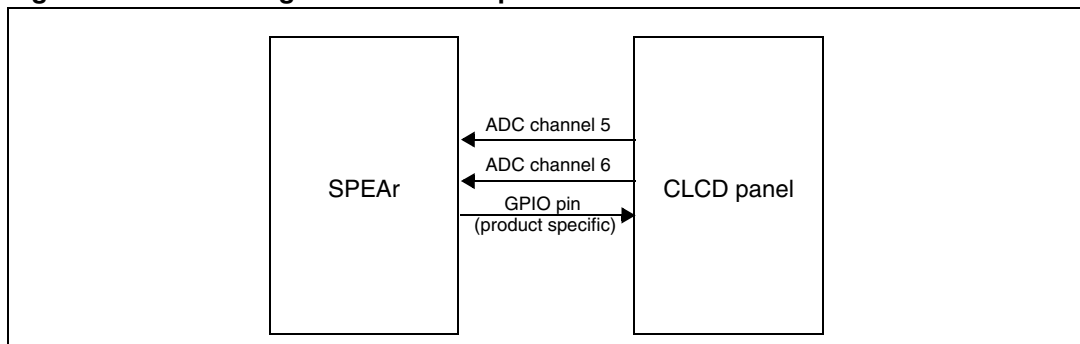 ADC channel 5
ADC channel 6
SPEAr
CLCD panel
GPIO pin
(product specific)